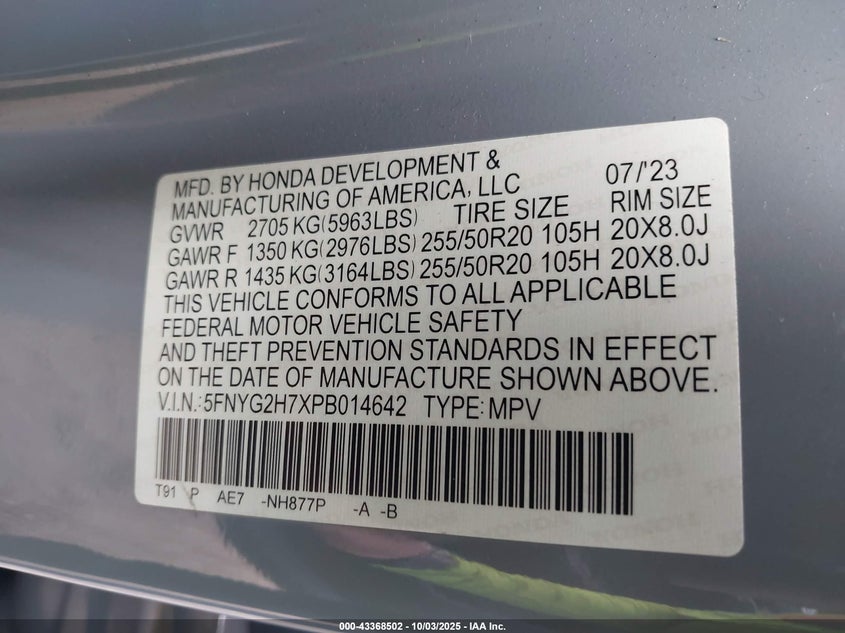 MFD. BY HONDA DEVELOPMENT & 07/'23
MANUFACTURING OF AMERICA, LLC
GVWR 2705 KG(5963LBS) TIRE SIZE RIM SIZE
GAWR F 1350 KG(2976LBS) 255/50R20 105H 20X8.0J
GAWR R 1435 KG(3164LBS) 255/50R20 105H 20X8.0J
THIS VEHICLE CONFORMS TO ALL APPLICABLE
FEDERAL MOTOR VEHICLE SAFETY
AND THEFT PREVENTION STANDARDS IN EFFECT
ON THE DATE OF MANUFACTURE SHOWN ABOVE.
V.I.N.: 5FNYG2H7XPB014642 TYPE: MPV
T91 P AE7 -NH877P -A -B
000-43368502 - 10/03/2025 - IAA Inc.